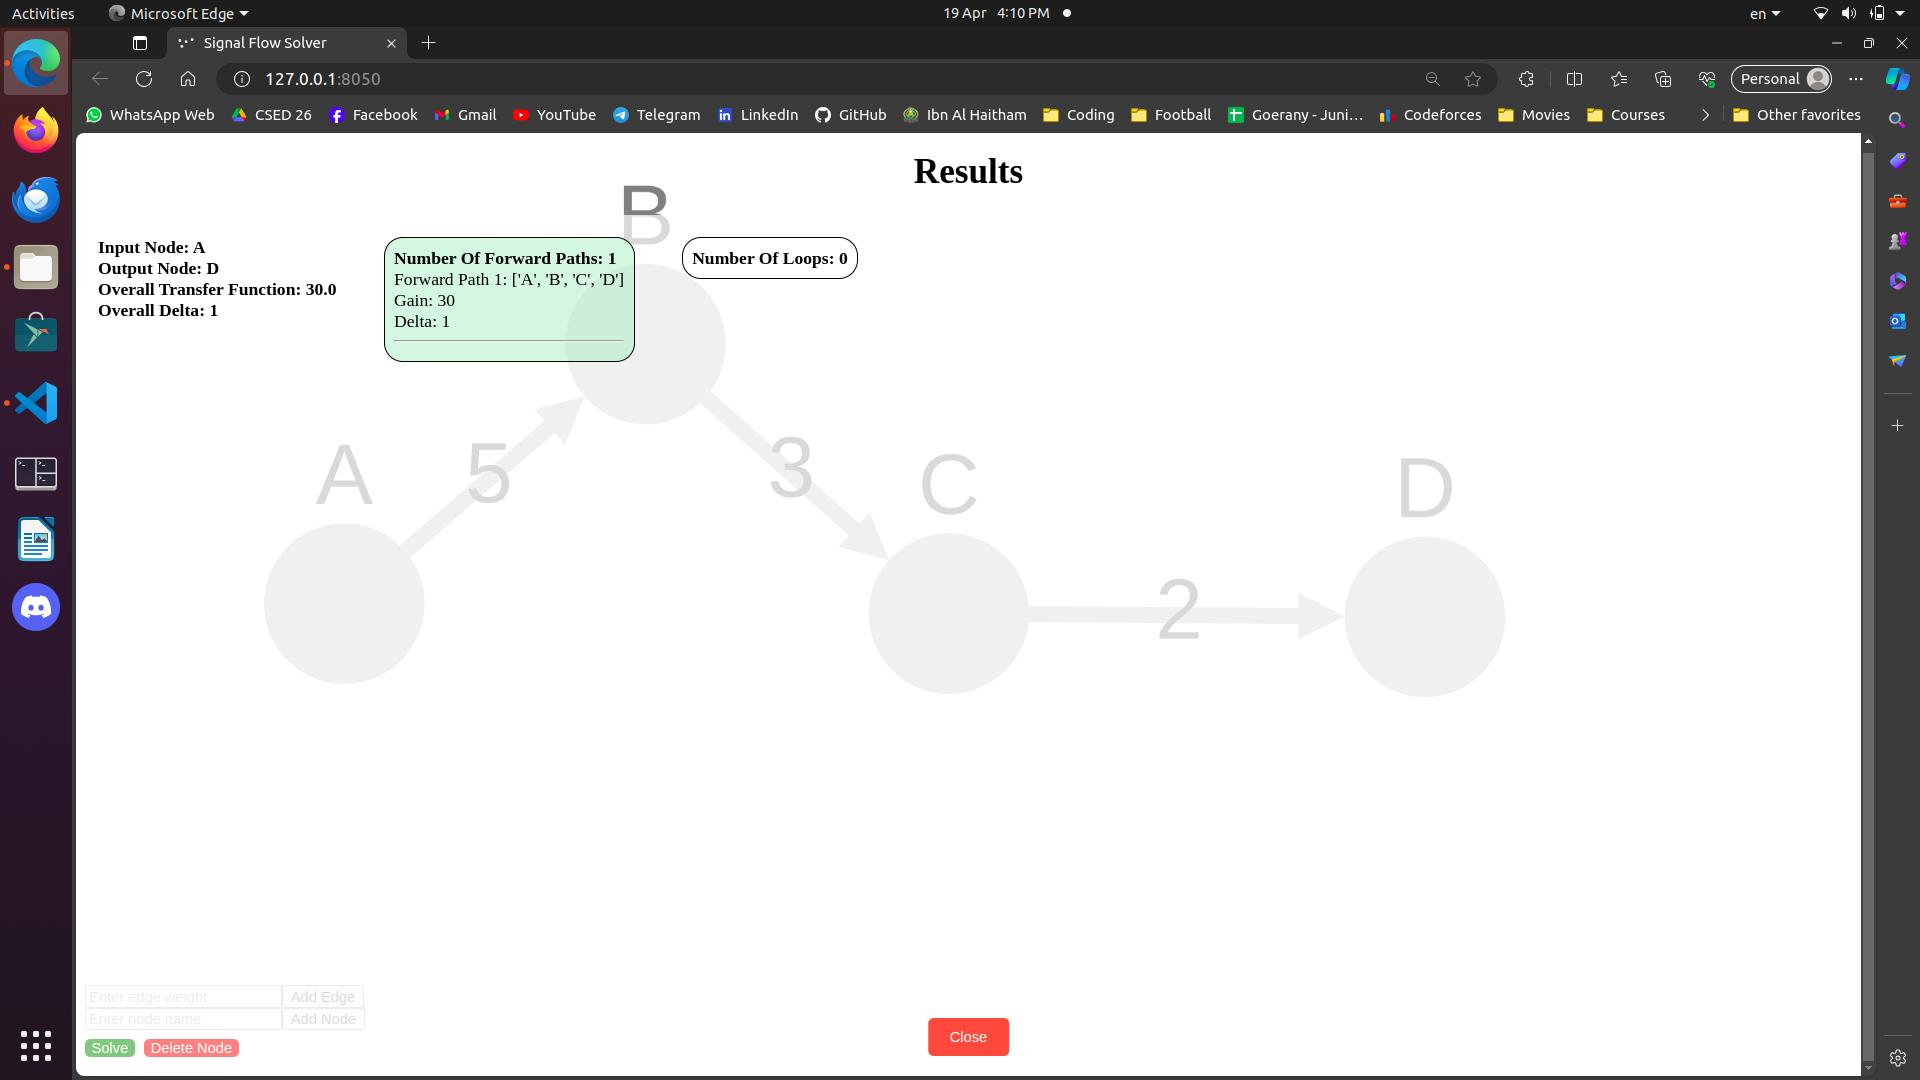 Activities
Microsoft Edge
19 Apr 4:10 PM
en
Signal Flow Solver
127.0.0.1:8050
Personal
WhatsApp Web
CSED 26
Facebook
Gmail
YouTube
Telegram
LinkedIn
GitHub
Ibn Al Haitham
Coding
Football
Goerany - Juni...
Codeforces
Movies
Courses
Other favorites
Results
B
Input Node: A
Output Node: D
Overall Transfer Function: 30.0
Overall Delta: 1
Number Of Forward Paths: 1
Forward Path 1: ['A', 'B', 'C', 'D']
Gain: 30
Delta: 1
Number Of Loops: 0
A
5
3
C
D
2
Enter edge weight
Add Edge
Enter node name
Add Node
Solve
Delete Node
Close